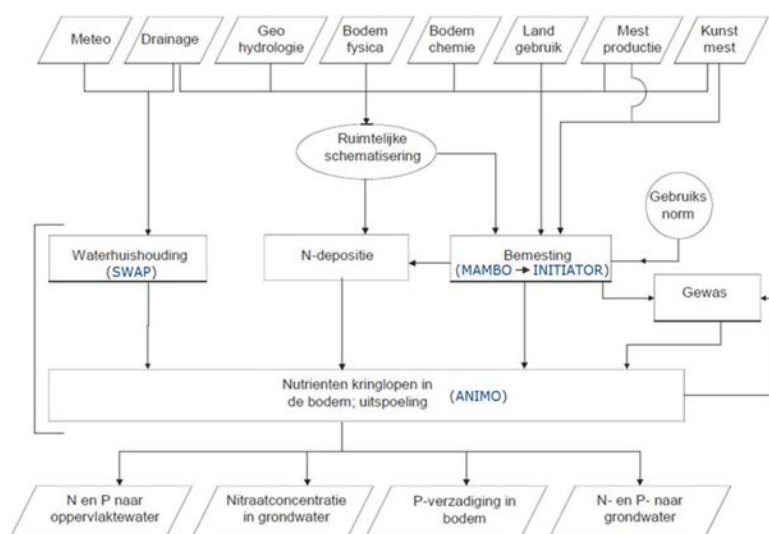 Meteo
Drainage
Geo
hydrologie
Bodem
fysica
Bodem
chemie
Land
gebruik
Mest
productie
Kunst
mest
Ruimtelijke
schematisering
Gebruiks
norm
Waterhuishouding
(SWAP)
N-depositie
Bemesting
(MAMBO → INITIATOR)
Gewas
Nutrienten kringlopen in
de bodem; uitspoeling (ANIMO)
N en P naar
oppervlaktewater
Nitraatconcentratie
in grondwater
P-verzadiging in
bodem
N- en P- naar
grondwater